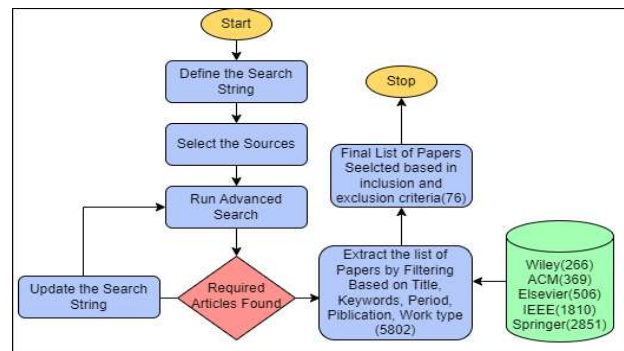 Start
Define the Search
String
Select the Sources
Run Advanced
Search
Update the Search
String
Required
Articles Found
Extract the list of
Papers by Filtering
Based on Title,
Keywords, Period,
Piblication, Work type
(5802)
Wiley(266)
ACM(369)
Elsevier(506)
IEEE(1810)
Springer(2851)
Final List of Papers
Seelcted based in
inclusion and
exclusion criteria(76)
Stop